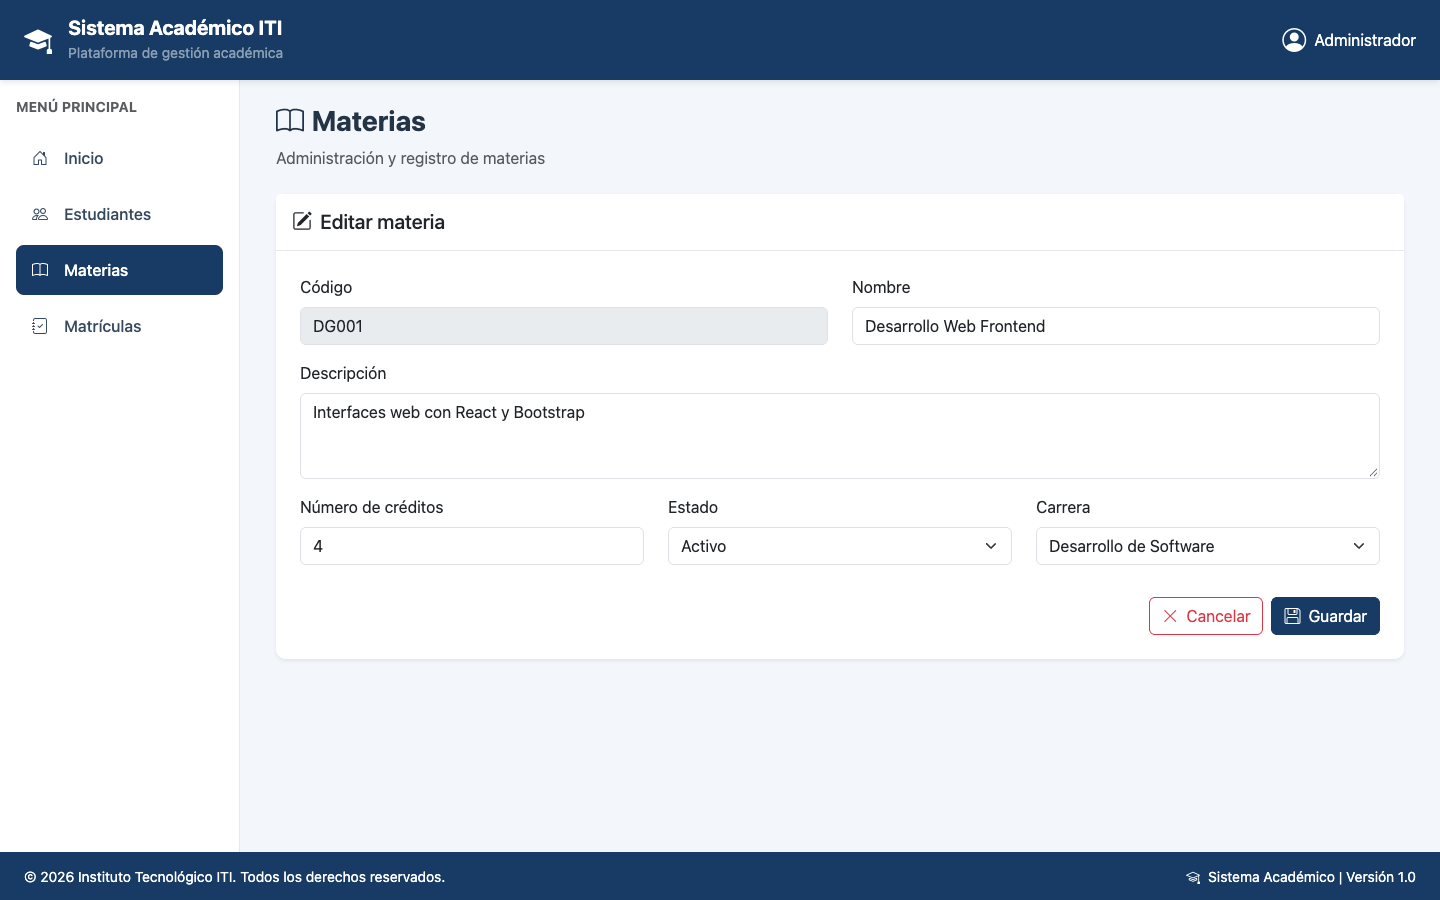 Sistema Académico ITI
Plataforma de gestión académica
Administrador
MENÚ PRINCIPAL
Inicio
Estudiantes
Materias
Matrículas
Materias
Administración y registro de materias
Editar materia
Código
Nombre
DG001
Desarrollo Web Frontend
Descripción
Interfaces web con React y Bootstrap
Número de créditos
Estado
Carrera
4
Activo
Desarrollo de Software
Cancelar
Guardar
© 2026 Instituto Tecnológico ITI. Todos los derechos reservados.
Sistema Académico | Versión 1.0